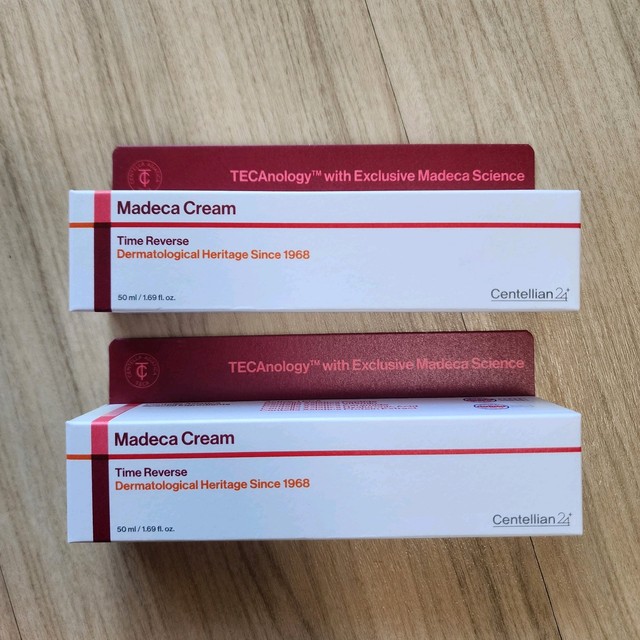 TECAnology™ with Exclusive Madeca Science
Madeca Cream
Time Reverse
Dermatological Heritage Since 1968
50 ml / 1.69 fl. oz.
Centellian24+
TECAnology™ with Exclusive Madeca Science
Madeca Cream
Time Reverse
Dermatological Heritage Since 1968
50 ml / 1.69 fl. oz.
Centellian24+